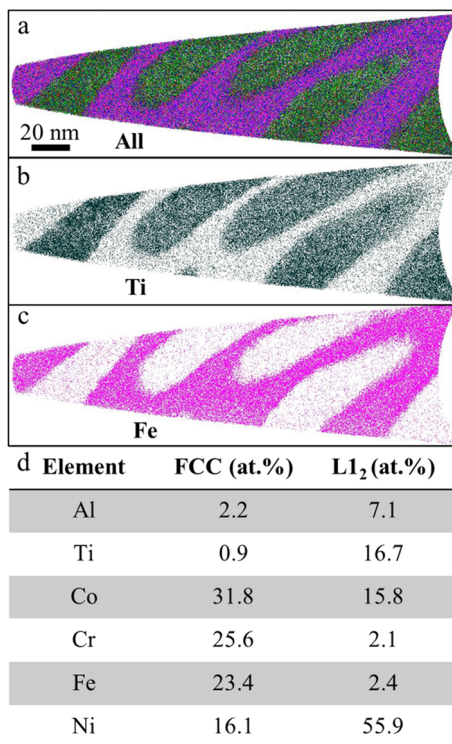 a
20 nm
All
b
Ti
c
Fe
d Element FCC (at.%) L1₂ (at.%)
Al 2.2 7.1
Ti 0.9 16.7
Co 31.8 15.8
Cr 25.6 2.1
Fe 23.4 2.4
Ni 16.1 55.9